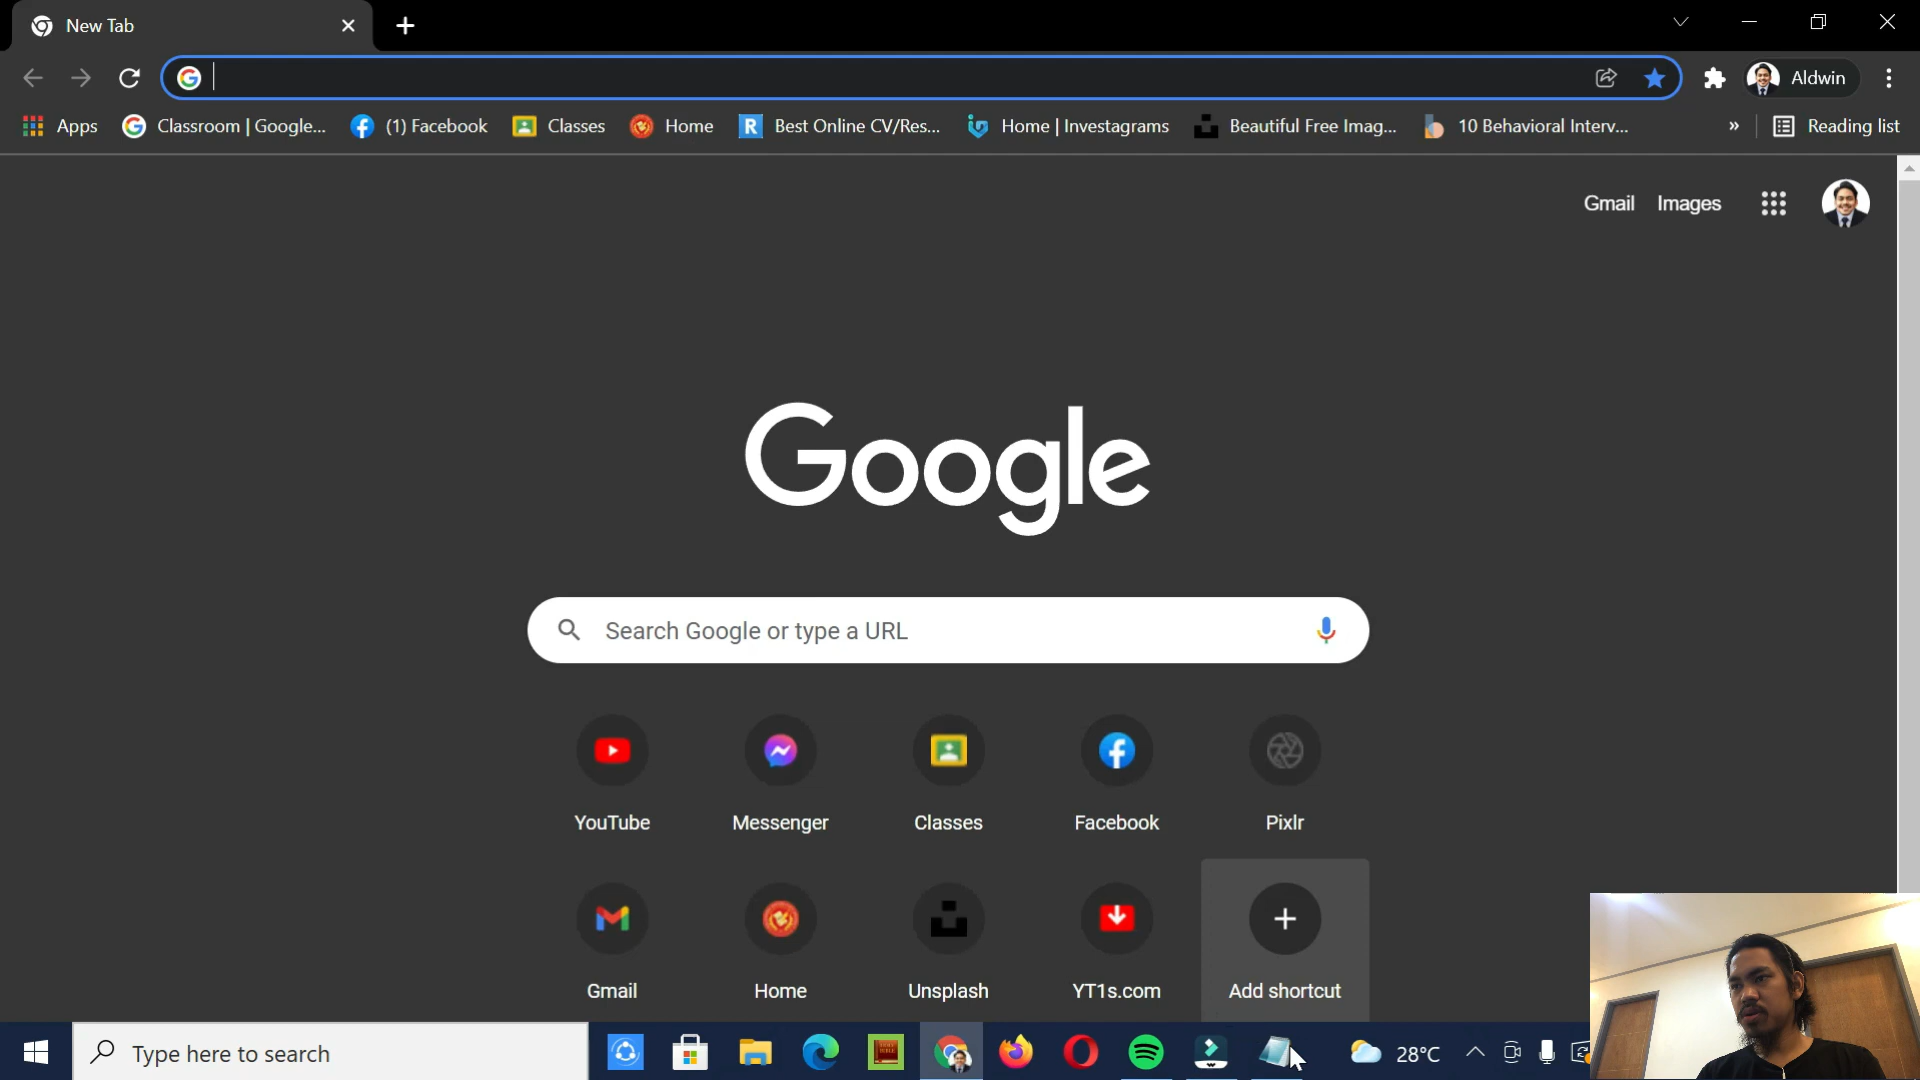 New Tab
Aldwin
Apps Classroom | Google... (1) Facebook Classes Home R Best Online CV/Res... Home | Investagrams Beautiful Free Imag... 10 Behavioral Interv... » Reading list
Gmail Images
Google
Search Google or type a URL
YouTube Messenger Classes Facebook Pixlr
Gmail Home Unsplash YT1s.com Add shortcut
Type here to search 28°C